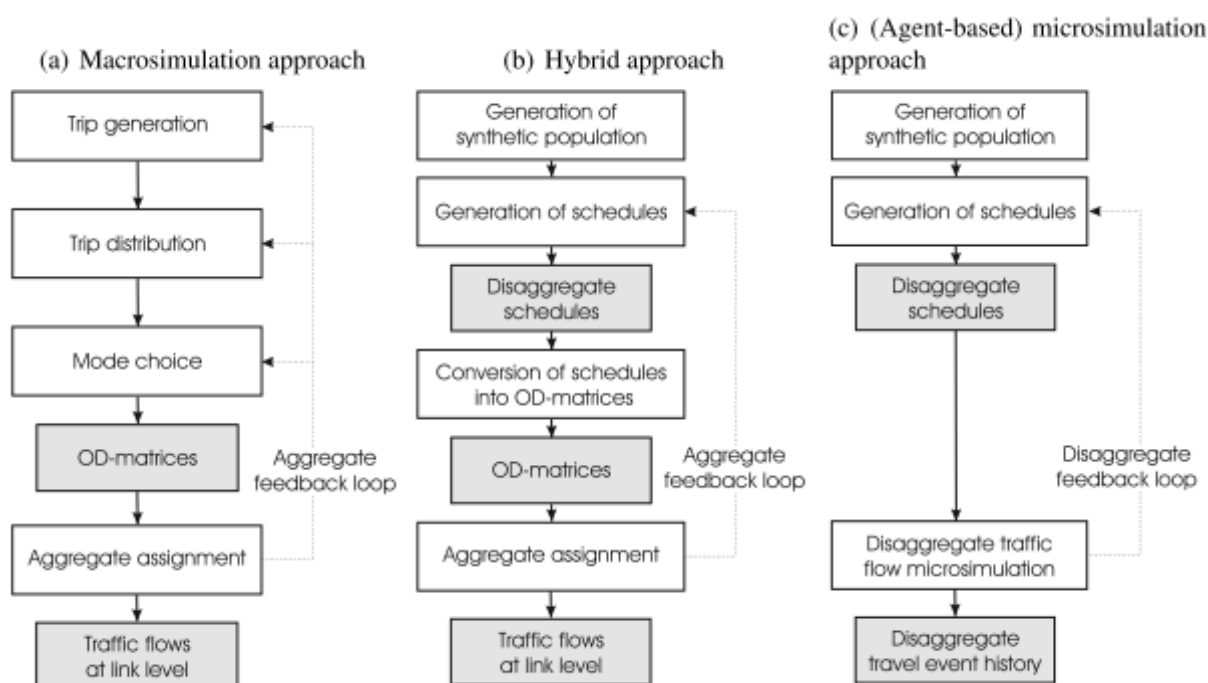 (a) Macrosimulation approach
Trip generation
Trip distribution
Mode choice
OD-matrices
Aggregate
feedback loop
Aggregate assignment
Traffic flows
at link level
(b) Hybrid approach
Generation of
synthetic population
Generation of schedules
Disaggregate
schedules
Conversion of schedules
into OD-matrices
OD-matrices
Aggregate
feedback loop
Aggregate assignment
Traffic flows
at link level
(c) (Agent-based) microsimulation
approach
Generation of
synthetic population
Generation of schedules
Disaggregate
schedules
Disaggregate
feedback loop
Disaggregate traffic
flow microsimulation
Disaggregate
travel event history